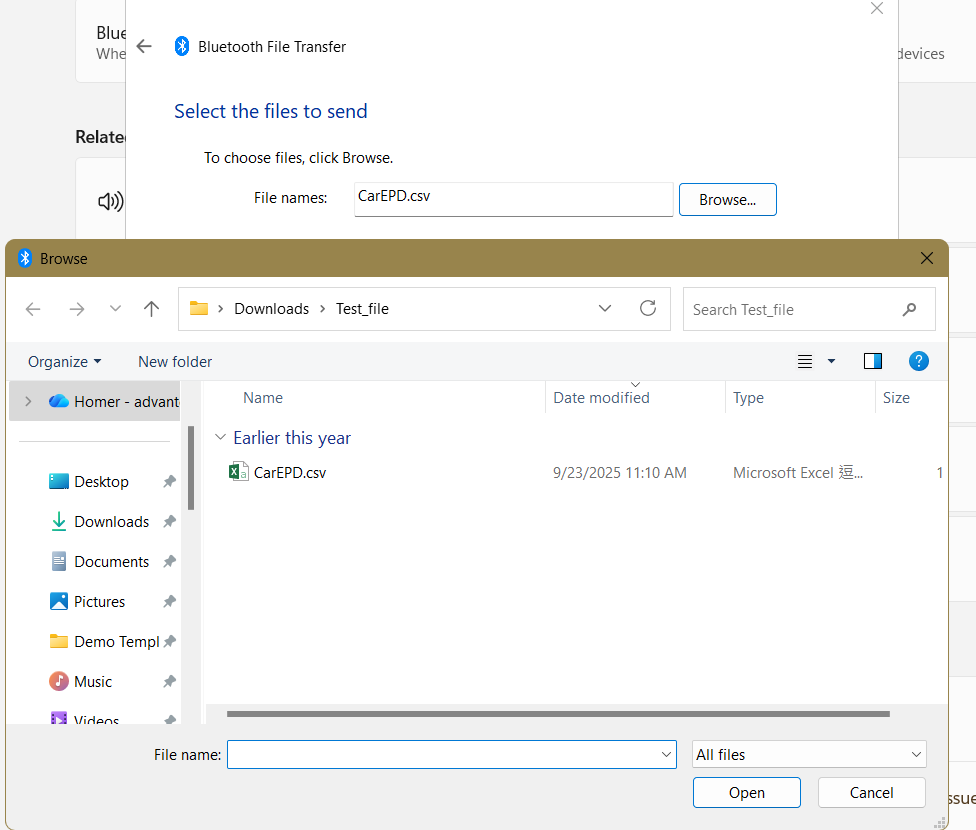 Blue
Whe
Bluetooth File Transfer
devices
Select the files to send
Relate
To choose files, click Browse.
File names:
CarEPD.csv
Browse...
Browse
Downloads
Test_file
Search Test_file
Organize
New folder
Homer - advant
Name
Date modified
Type
Size
Earlier this year
CarEPD.csv
9/23/2025 11:10 AM
Microsoft Excel 逗...
1
Desktop
Downloads
Documents
Pictures
Demo Templ
Music
Videos
File name:
All files
Open
Cancel
ssue